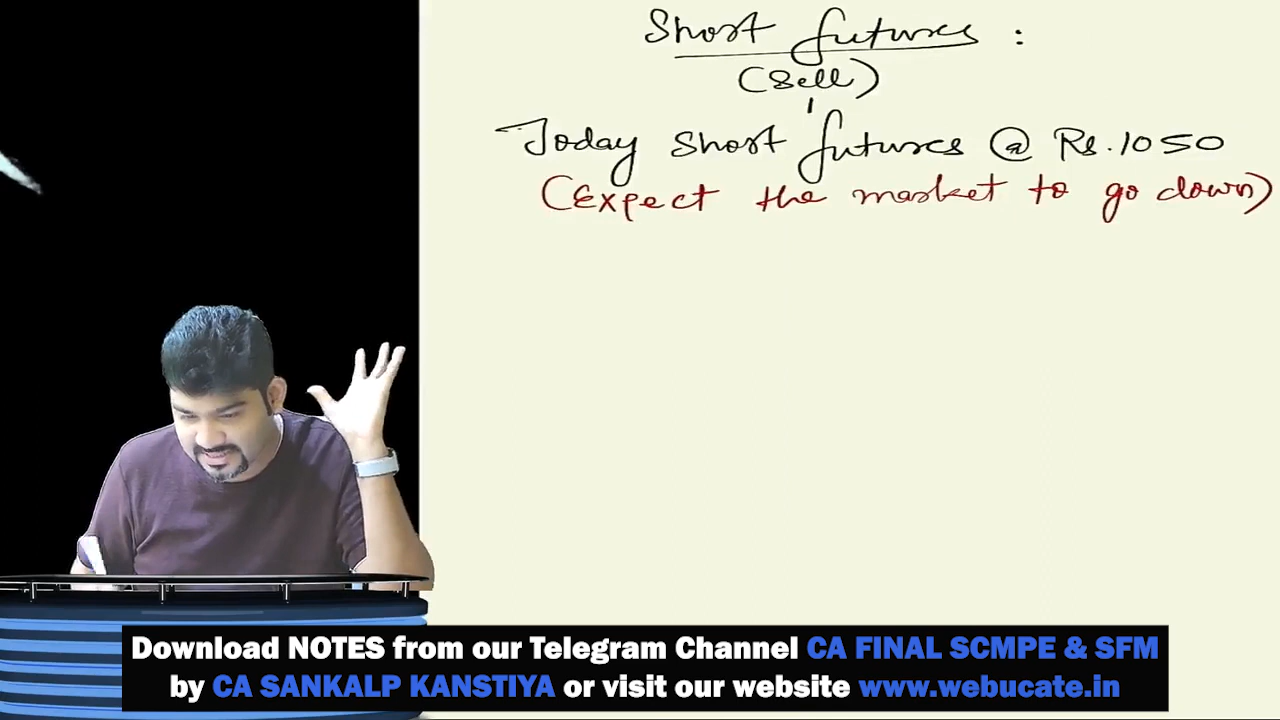 Short futures :
(Sell)
Today Short futures @ Rs.1050
(Expect the market to go down)
Download NOTES from our Telegram Channel CA FINAL SCMPE & SFM
by CA SANKALP KANSTIYA or visit our website www.webucate.in